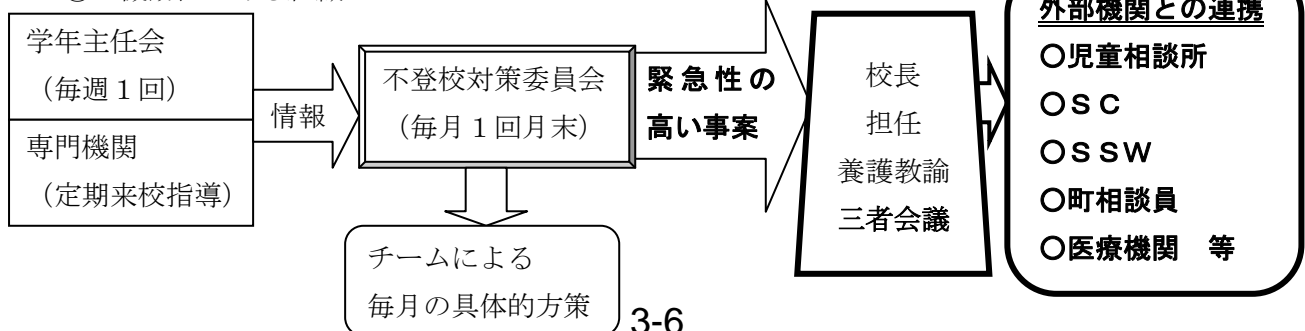 学年主任会
（毎週１回）
専門機関
（定期来校指導）
情報
不登校対策委員会
（毎月１回月末）
チームによる
毎月の具体的方策
緊急性の
高い事案
校長
担任
養護教諭
三者会議
外部機関との連携
○児童相談所
○ＳＣ
○ＳＳＷ
○町相談員
○医療機関　等
3-6